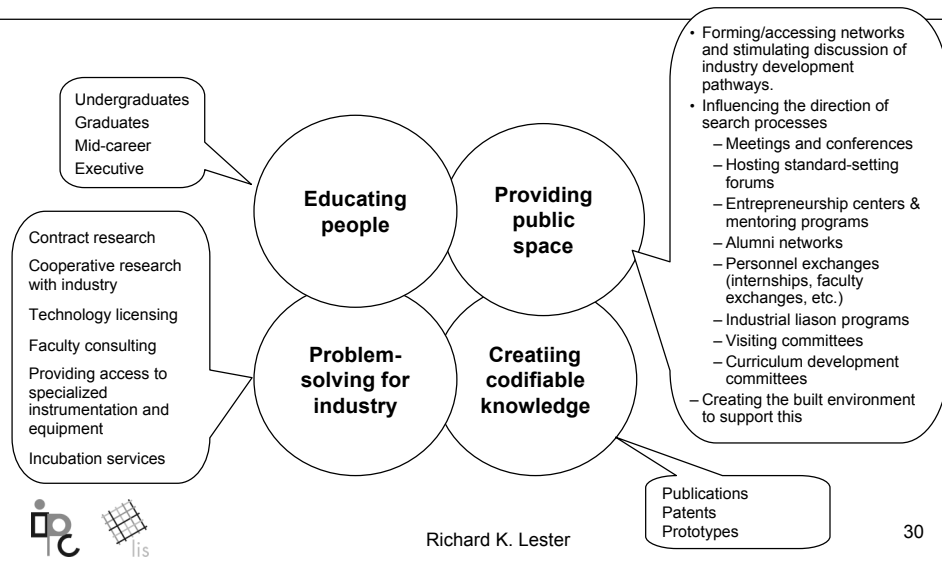 Undergraduates
Graduates
Mid-career
Executive
Educating
people
Providing
public
space
• Forming/accessing networks
and stimulating discussion of
industry development
pathways.
• Influencing the direction of
search processes
– Meetings and conferences
– Hosting standard-setting
forums
– Entrepreneurship centers &
mentoring programs
– Alumni networks
– Personnel exchanges
(internships, faculty
exchanges, etc.)
– Industrial liason programs
– Visiting committees
– Curriculum development
committees
– Creating the built environment
to support this
Contract research
Cooperative research
with industry
Technology licensing
Faculty consulting
Providing access to
specialized
instrumentation and
equipment
Incubation services
Problem-
solving for
industry
Creatiing
codifiable
knowledge
Publications
Patents
Prototypes
ipc
lis
Richard K. Lester
30